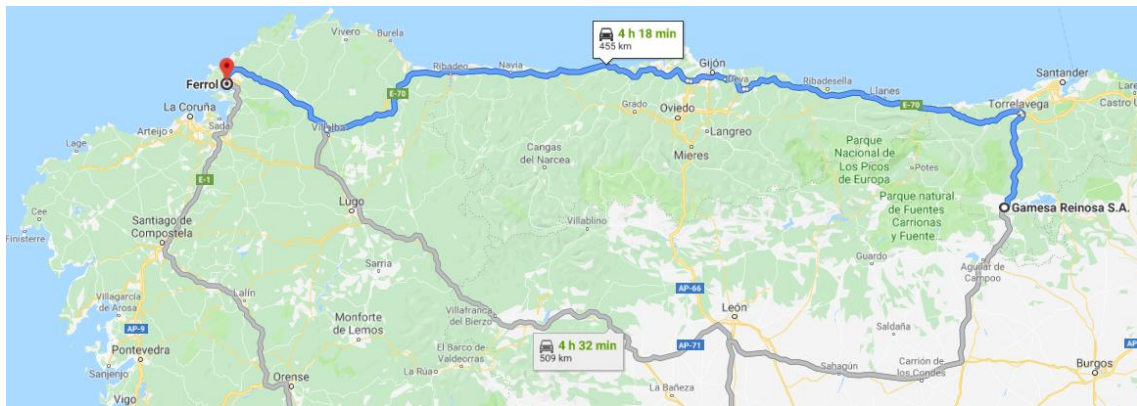 Vivero
Burela
4 h 18 min
455 km
Ferrol
Ribadeo
Navia
Gijón
Deva
Ribadesella
Llanes
Santander
E-70
E-70
Torrelavega
Castro U
La Coruña
Sada
Arteijo
Villalba
Grado
Oviedo
Langreo
Mieres
Lage
Cangas
del Narcea
Parque
Nacional de
Los Picos
de Europa
Potes
E-1
Lugo
Parque natural
de Fuentes
Carrionas
y Fuente...
Gamesa Reinosa S.A.
Cee
Finisterre
Santiago de
Compostela
Villablino
Sarria
Guardo
Aguilar de
Campoo
Lalín
Villagarcía
de Arosa
AP-9
Monforte
de Lemos
Villafranca
del Bierzo
AP-66
León
Saldaña
4 h 32 min
509 km
AP-71
Pontevedra
Sanjenjo
El Barco de
Valdeorras
La Rúa
Sahagún
Carrión de
los Condes
Burgos
Orense
Vigo
La Bañeza